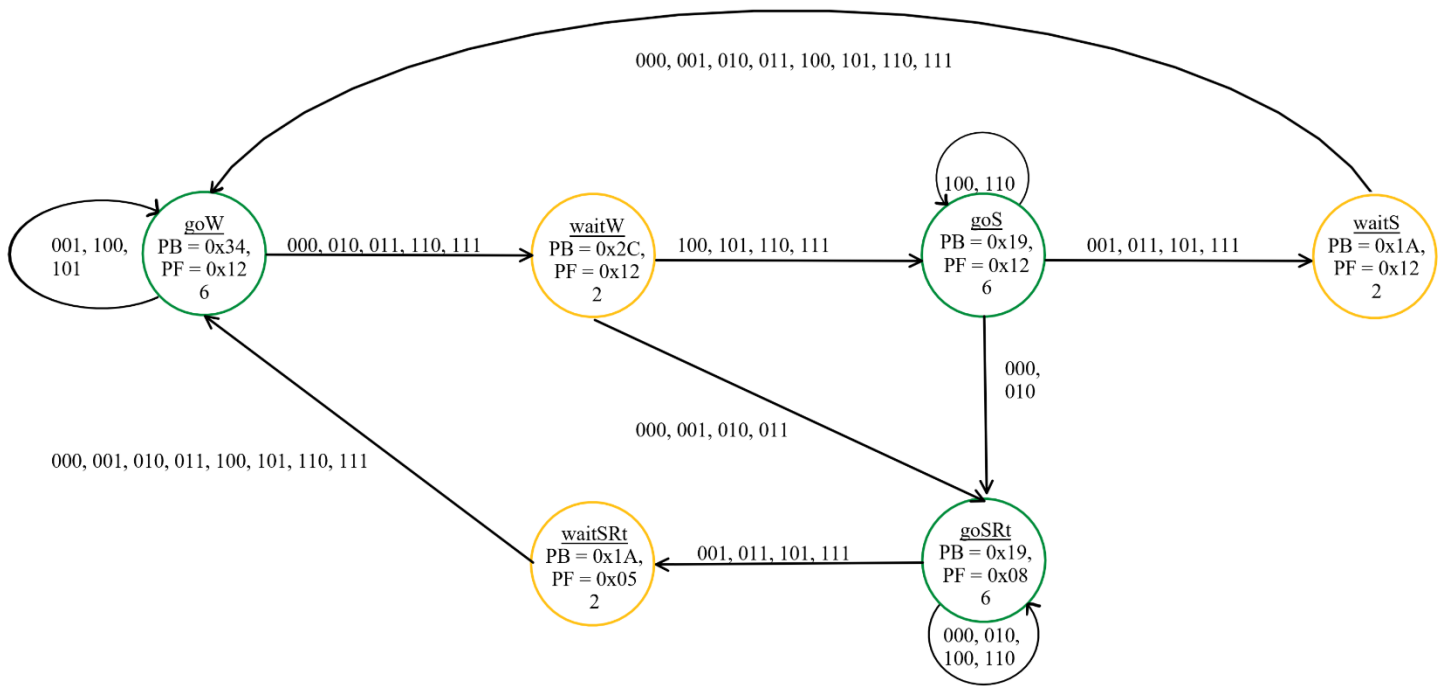 000, 001, 010, 011, 100, 101, 110, 111
001, 100,
101
goW
PB = 0x34,
PF = 0x12
6
000, 010, 011, 110, 111
waitW
PB = 0x2C,
PF = 0x12
2
100, 101, 110, 111
100, 110
goS
PB = 0x19,
PF = 0x12
6
001, 011, 101, 111
waitS
PB = 0x1A,
PF = 0x12
2
000,
010
000, 001, 010, 011
000, 001, 010, 011, 100, 101, 110, 111
waitSRt
PB = 0x1A,
PF = 0x05
2
001, 011, 101, 111
goSRt
PB = 0x19,
PF = 0x08
6
000, 010,
100, 110